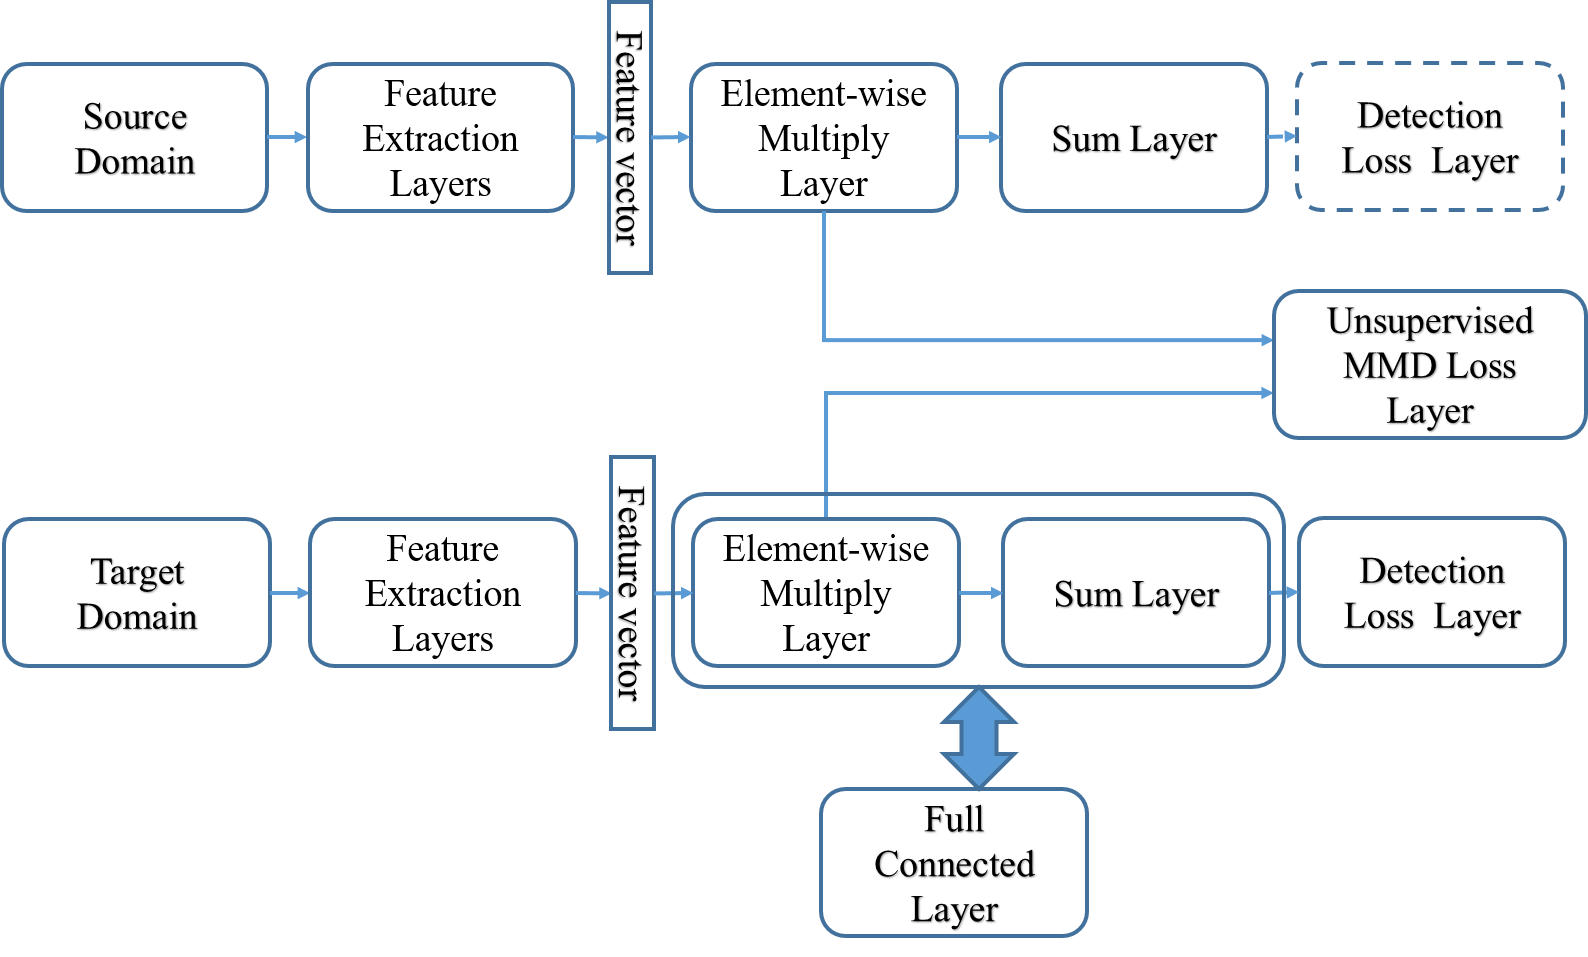 Source
Domain
Feature
Extraction
Layers
Feature vector
Element-wise
Multiply
Layer
Sum Layer
Detection
Loss Layer
Unsupervised
MMD Loss
Layer
Target
Domain
Feature
Extraction
Layers
Feature vector
Element-wise
Multiply
Layer
Sum Layer
Detection
Loss Layer
Full
Connected
Layer